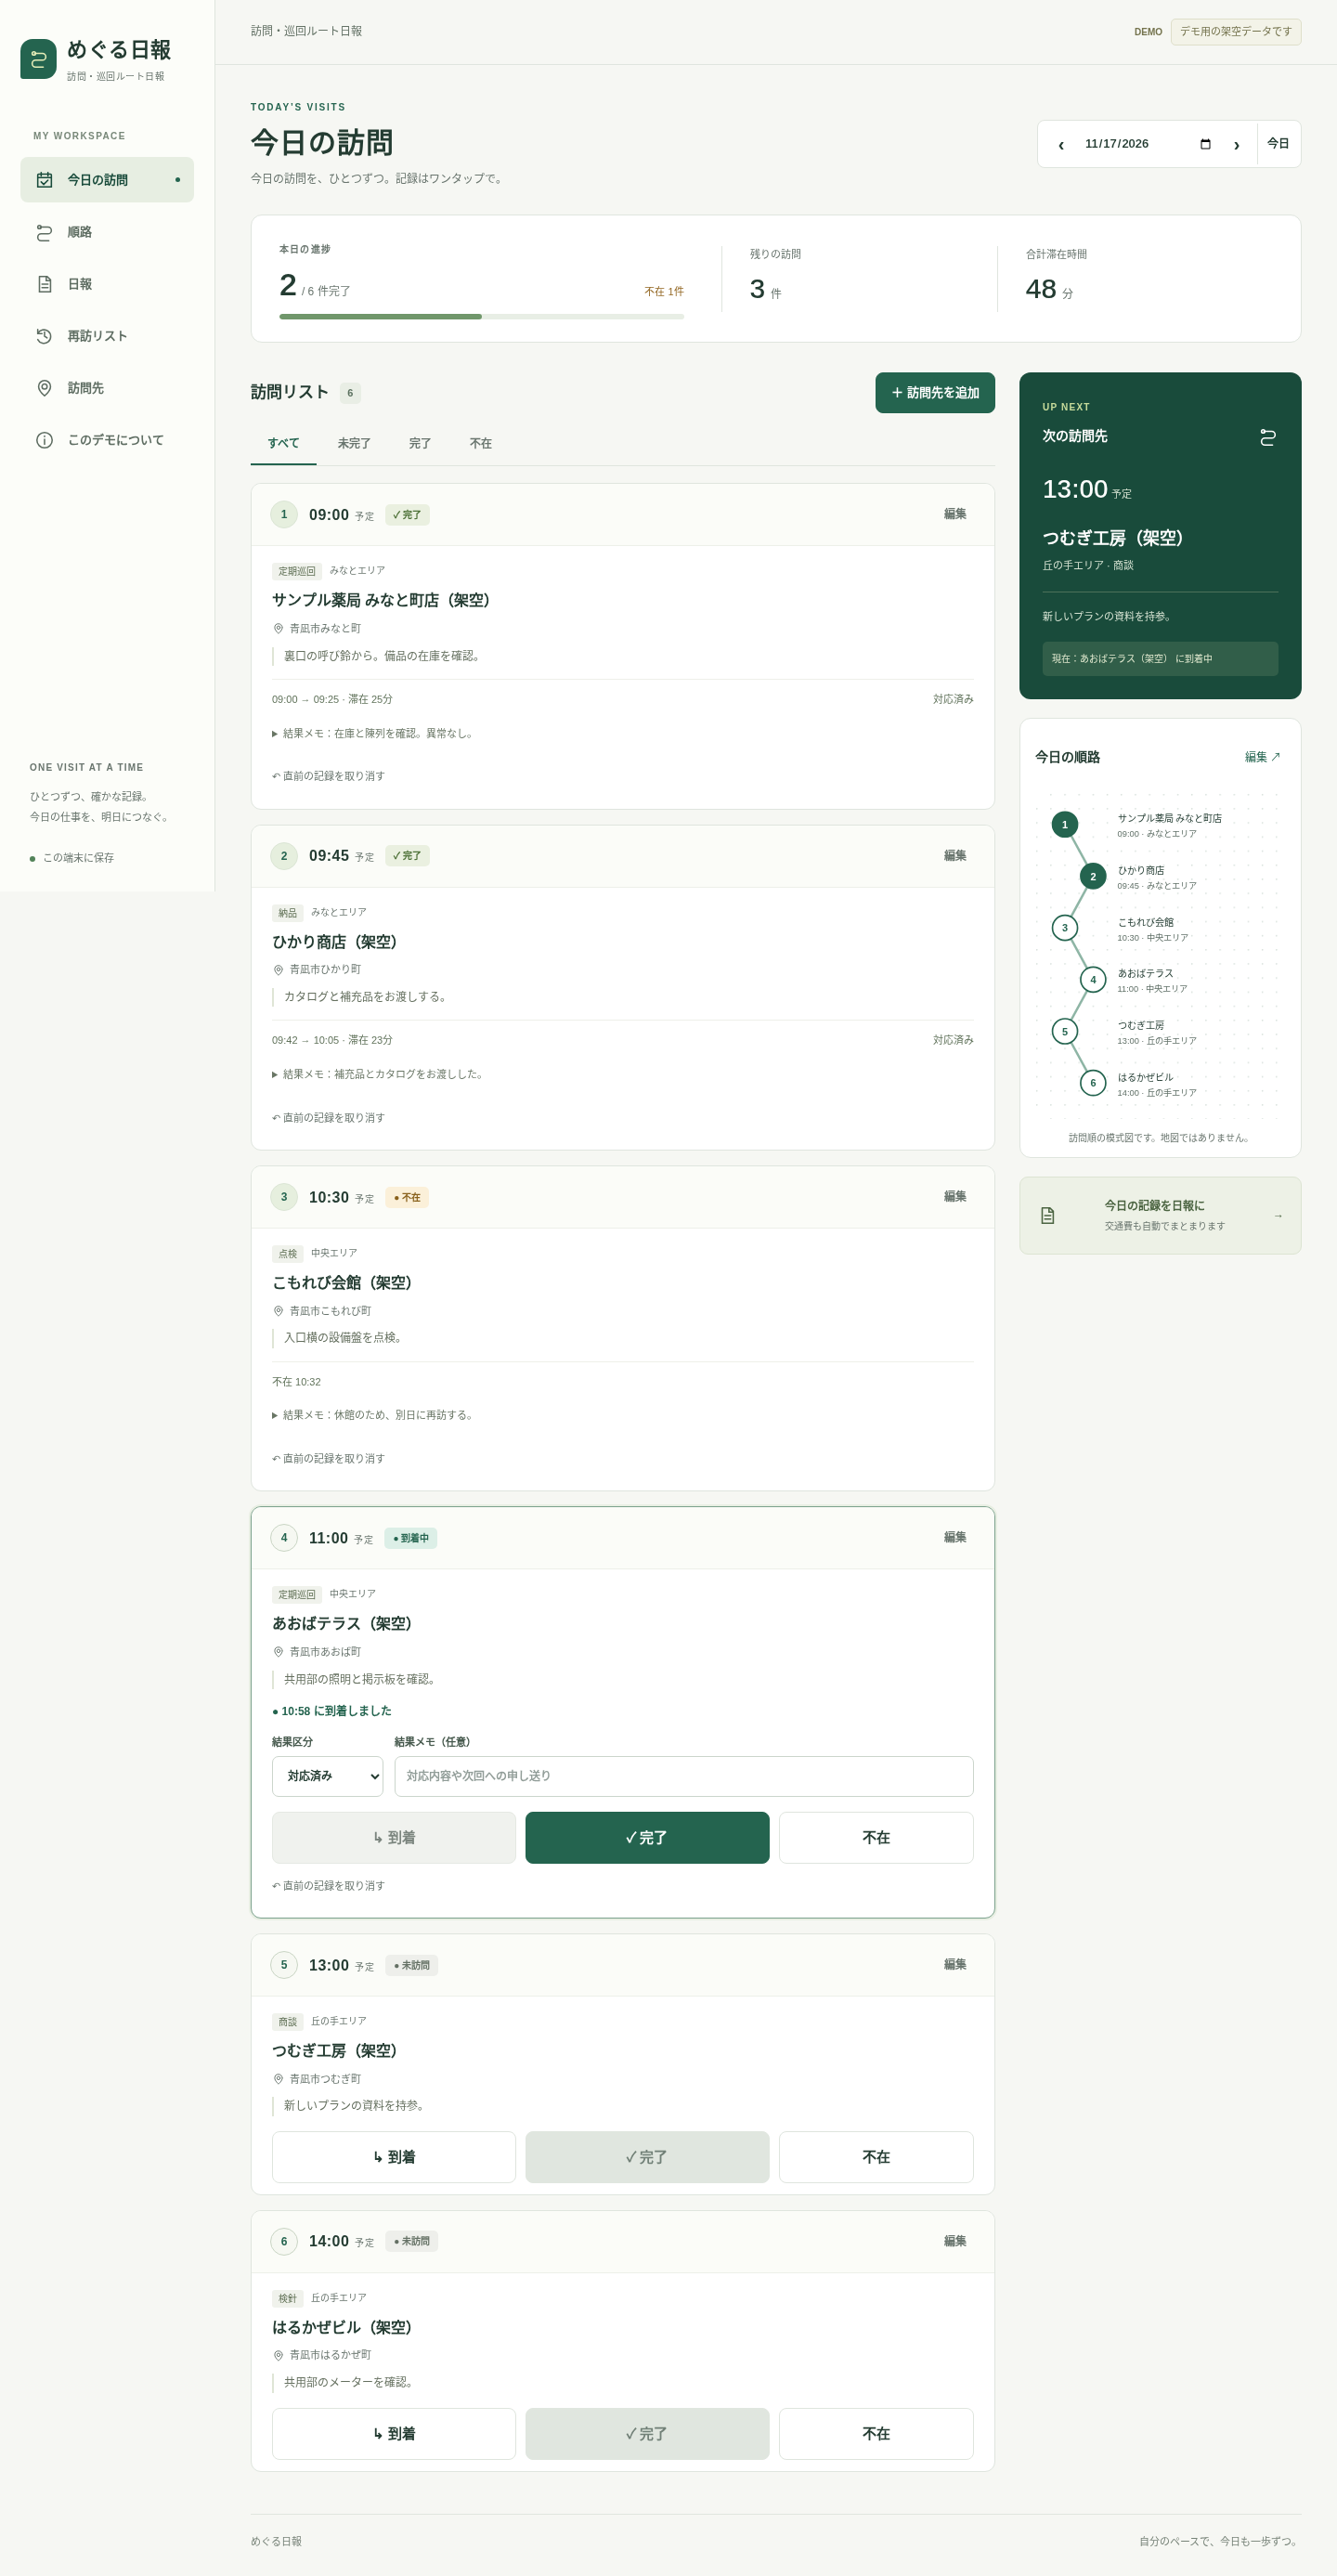 めぐる日報
訪問・巡回ルート日報
MY WORKSPACE
今日の訪問
順路
日報
再訪リスト
訪問先
このデモについて
ONE VISIT AT A TIME
ひとつずつ、確かな記録。
今日の仕事を、明日につなぐ。
この端末に保存
訪問・巡回ルート日報
DEMO デモ用の架空データです
TODAY'S VISITS
今日の訪問
今日の訪問を、ひとつずつ。記録はワンタップで。
‹ 11/17/2026 › 今日
本日の進捗
2 / 6 件完了 不在 1件
残りの訪問
3 件
合計滞在時間
48 分
訪問リスト 6
＋ 訪問先を追加
すべて 未完了 完了 不在
1 09:00 予定 ✓ 完了 編集
定期巡回 みなとエリア
サンプル薬局 みなと町店（架空）
青凪市みなと町
裏口の呼び鈴から。備品の在庫を確認。
09:00 → 09:25 · 滞在 25分 対応済み
▶ 結果メモ：在庫と陳列を確認。異常なし。
↶ 直前の記録を取り消す
2 09:45 予定 ✓ 完了 編集
納品 みなとエリア
ひかり商店（架空）
青凪市ひかり町
カタログと補充品をお渡しする。
09:42 → 10:05 · 滞在 23分 対応済み
▶ 結果メモ：補充品とカタログをお渡しした。
↶ 直前の記録を取り消す
3 10:30 予定 ● 不在 編集
点検 中央エリア
こもれび会館（架空）
青凪市こもれび町
入口横の設備盤を点検。
不在 10:32
▶ 結果メモ：休館のため、別日に再訪する。
↶ 直前の記録を取り消す
4 11:00 予定 ● 到着中 編集
定期巡回 中央エリア
あおばテラス（架空）
青凪市あおば町
共用部の照明と掲示板を確認。
● 10:58 に到着しました
結果区分 結果メモ（任意）
対応済み 対応内容や次回への申し送り
↳ 到着 ✓ 完了 不在
↶ 直前の記録を取り消す
5 13:00 予定 ● 未訪問 編集
商談 丘の手エリア
つむぎ工房（架空）
青凪市つむぎ町
新しいプランの資料を持参。
↳ 到着 ✓ 完了 不在
6 14:00 予定 ● 未訪問 編集
検針 丘の手エリア
はるかぜビル（架空）
青凪市はるかぜ町
共用部のメーターを確認。
↳ 到着 ✓ 完了 不在
UP NEXT
次の訪問先
13:00 予定
つむぎ工房（架空）
丘の手エリア · 商談
新しいプランの資料を持参。
現在：あおばテラス（架空） に到着中
今日の順路 編集 ↗
1 サンプル薬局 みなと町店
09:00 · みなとエリア
2 ひかり商店
09:45 · みなとエリア
3 こもれび会館
10:30 · 中央エリア
4 あおばテラス
11:00 · 中央エリア
5 つむぎ工房
13:00 · 丘の手エリア
6 はるかぜビル
14:00 · 丘の手エリア
訪問順の模式図です。地図ではありません。
今日の記録を日報に →
交通費も自動でまとまります
めぐる日報
自分のペースで、今日も一歩ずつ。